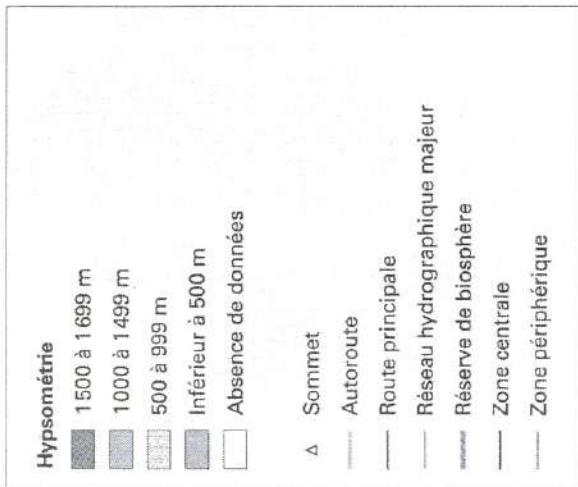 Hypsométrie
1500 à 1699 m
1000 à 1499 m
500 à 999 m
Inférieur à 500 m
Absence de données
Sommet
Autoroute
Route principale
Réseau hydrographique majeur
Réserve de biosphère
Zone centrale
Zone périphérique